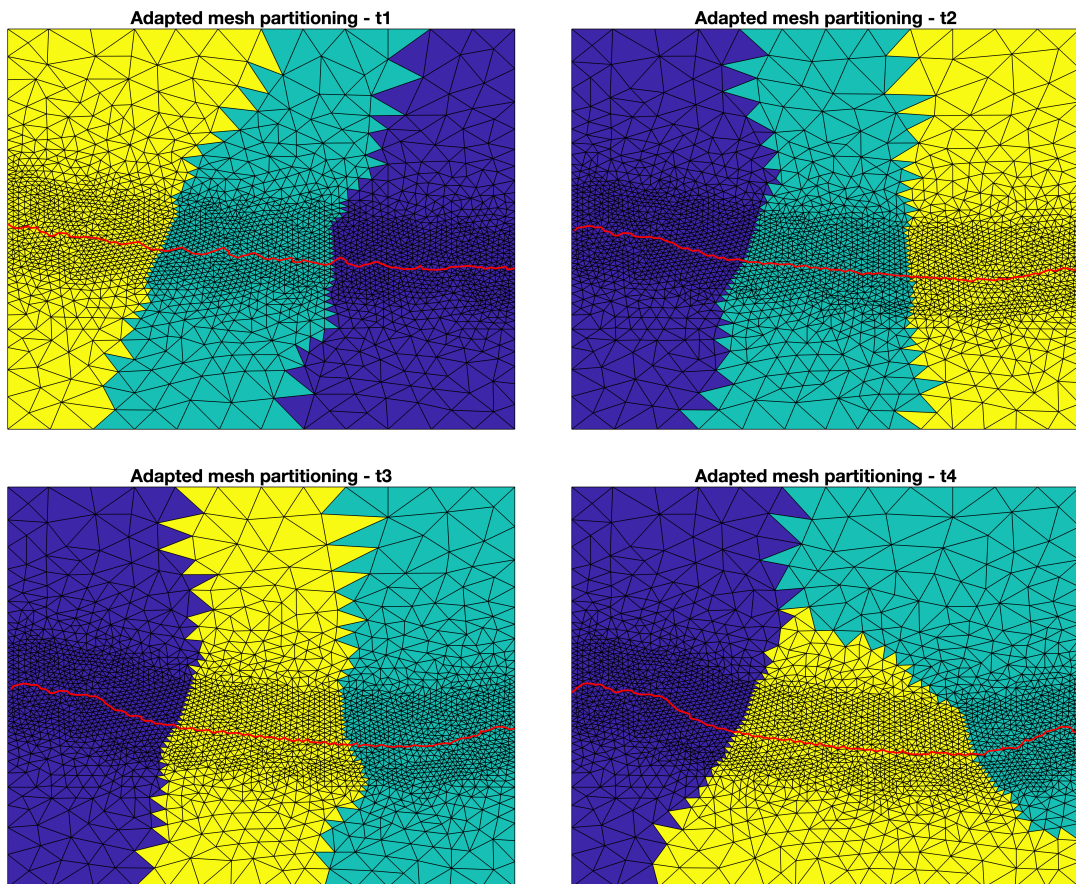 Adapted mesh partitioning - t1
Adapted mesh partitioning - t2
Adapted mesh partitioning - t3
Adapted mesh partitioning - t4